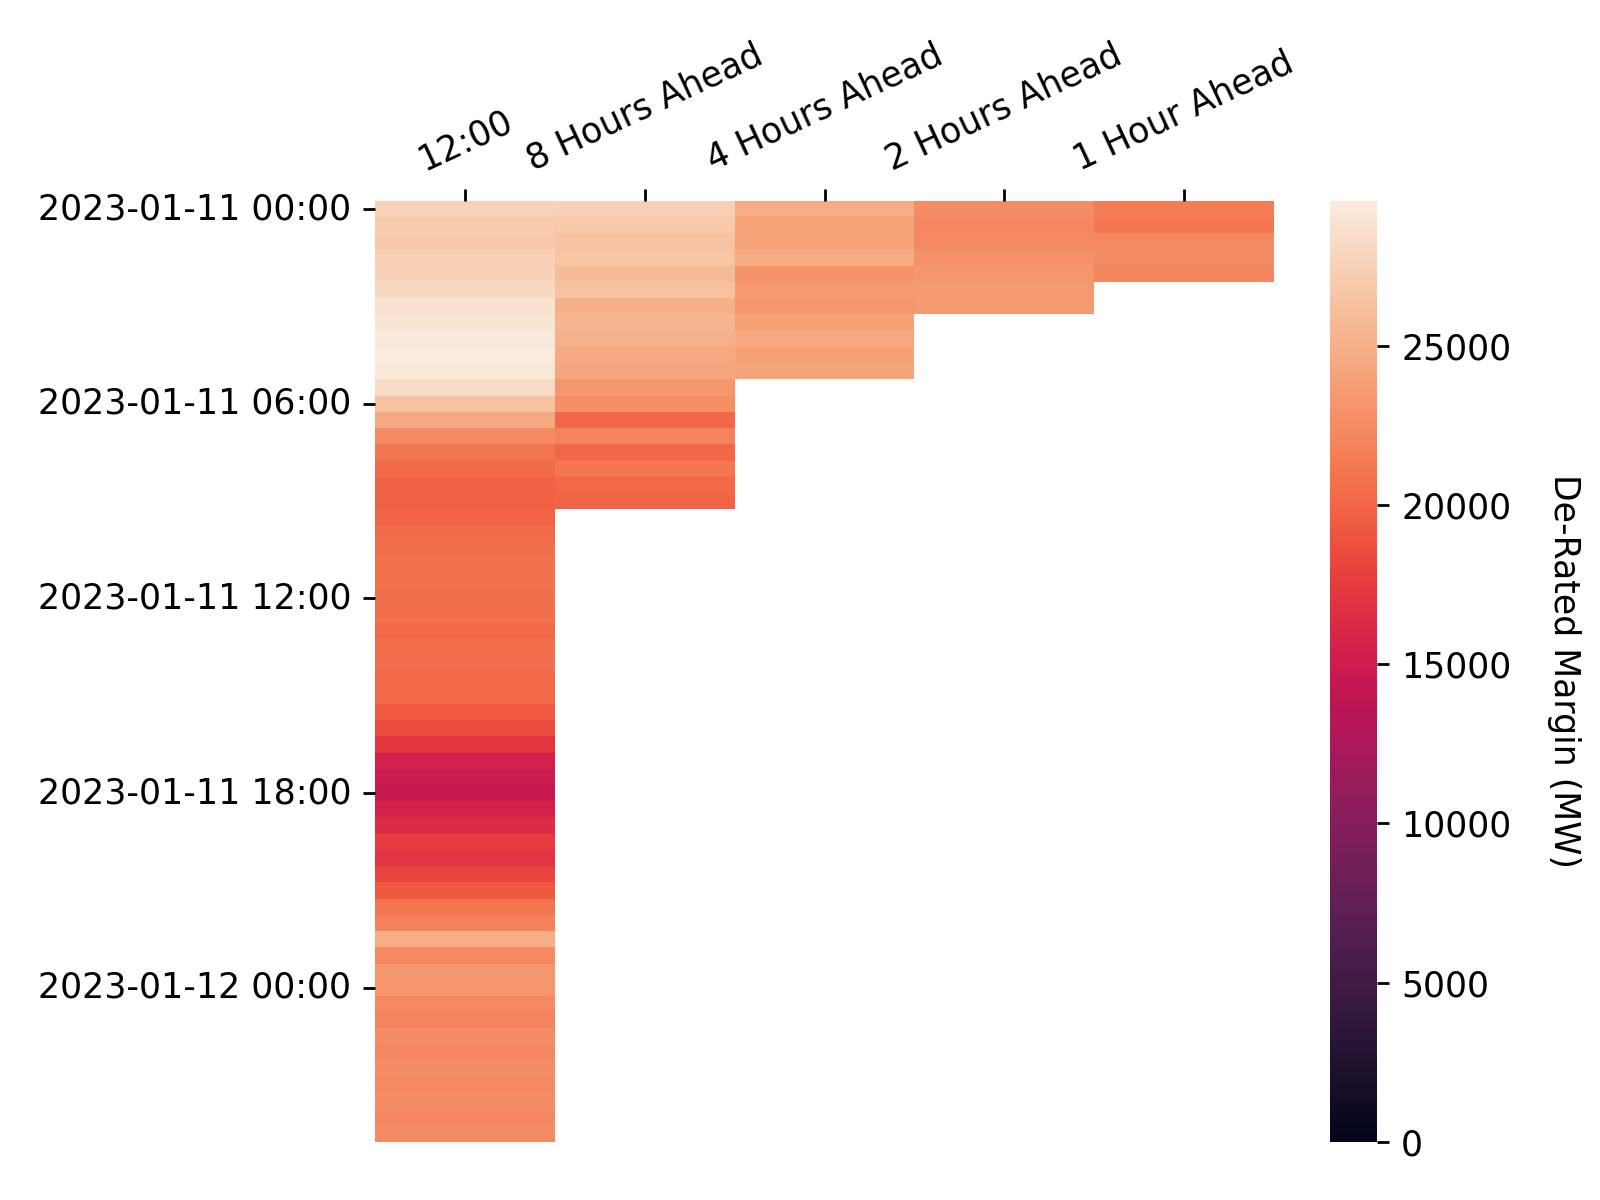 12:00
8 Hours Ahead
4 Hours Ahead
2 Hours Ahead
1 Hour Ahead
2023-01-11 00:00
2023-01-11 06:00
2023-01-11 12:00
2023-01-11 18:00
2023-01-12 00:00
25000
20000
15000
10000
5000
0
De-Rated Margin (MW)